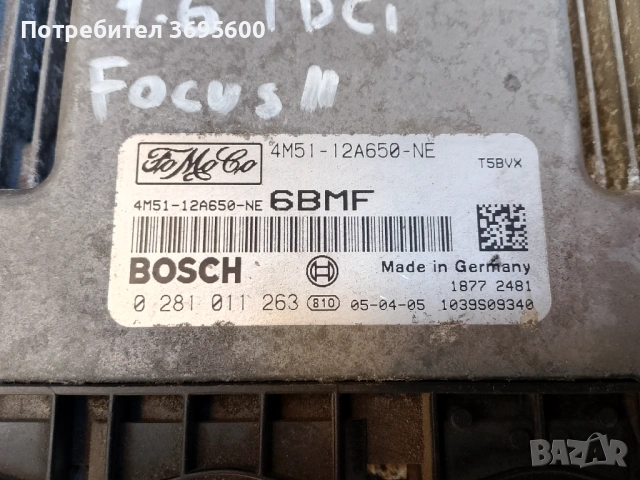 Потребител 3695600
1.6 TDCi
Focus II
FoMoCo
4M51-12A650-NE
T5BVX
4M51-12A650-NE 6BMF
BOSCH
Made in Germany
1877 2481
0 281 011 263 810 05-04-05 1039S09340
BAZAR